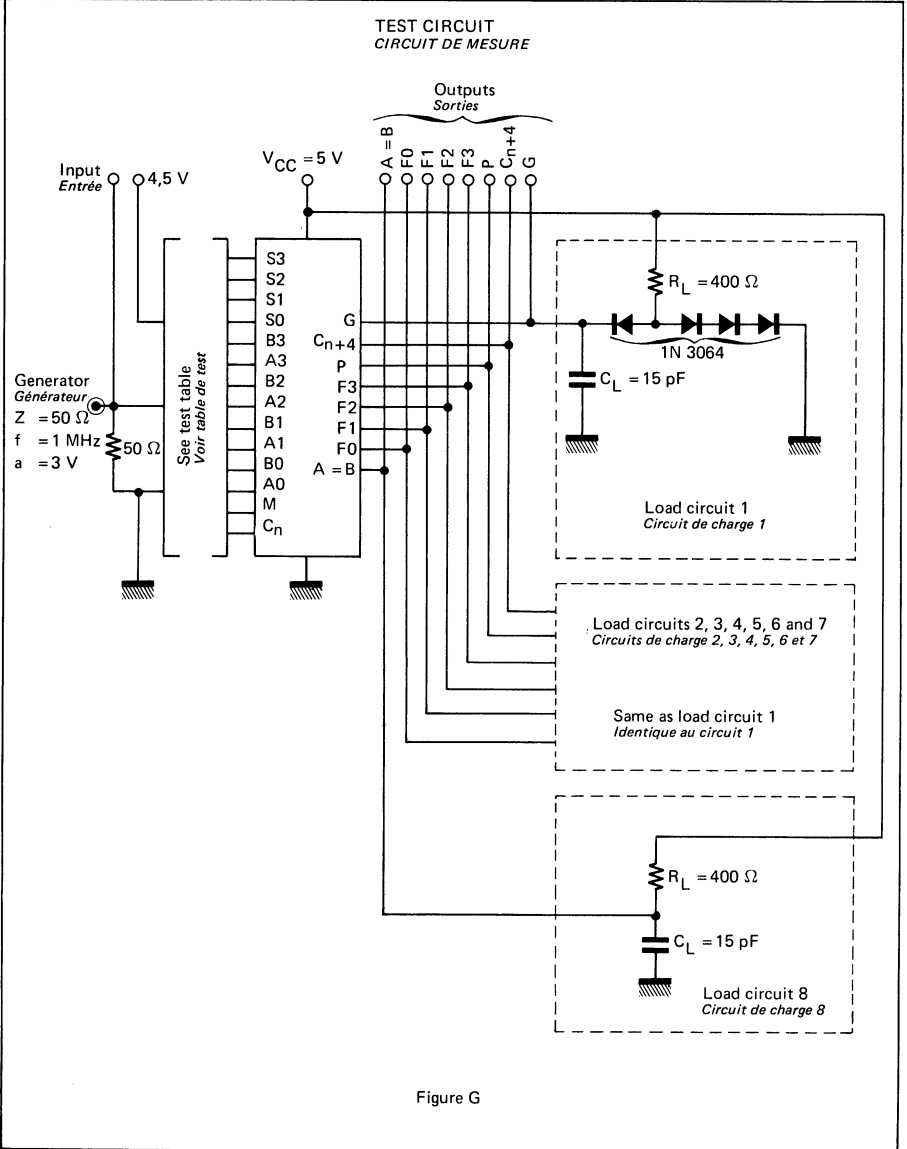 TEST CIRCUIT
CIRCUIT DE MESURE
Outputs
Sorties
A = B
F0
F1
F2
F3
P
Cn+4
G
Input
Entrée
4,5 V
VCC = 5 V
See test table
Voir table de test
S3
S2
S1
S0
B3
A3
B2
A2
B1
A1
B0
A0
M
Cn
G
Cn+4
P
F3
F2
F1
F0
A = B
Generator
Générateur
Z = 50 Ω
f = 1 MHz
a = 3 V
50 Ω
RL = 400 Ω
1N 3064
CL = 15 pF
Load circuit 1
Circuit de charge 1
Load circuits 2, 3, 4, 5, 6 and 7
Circuits de charge 2, 3, 4, 5, 6 et 7
Same as load circuit 1
Identique au circuit 1
RL = 400 Ω
CL = 15 pF
Load circuit 8
Circuit de charge 8
Figure G